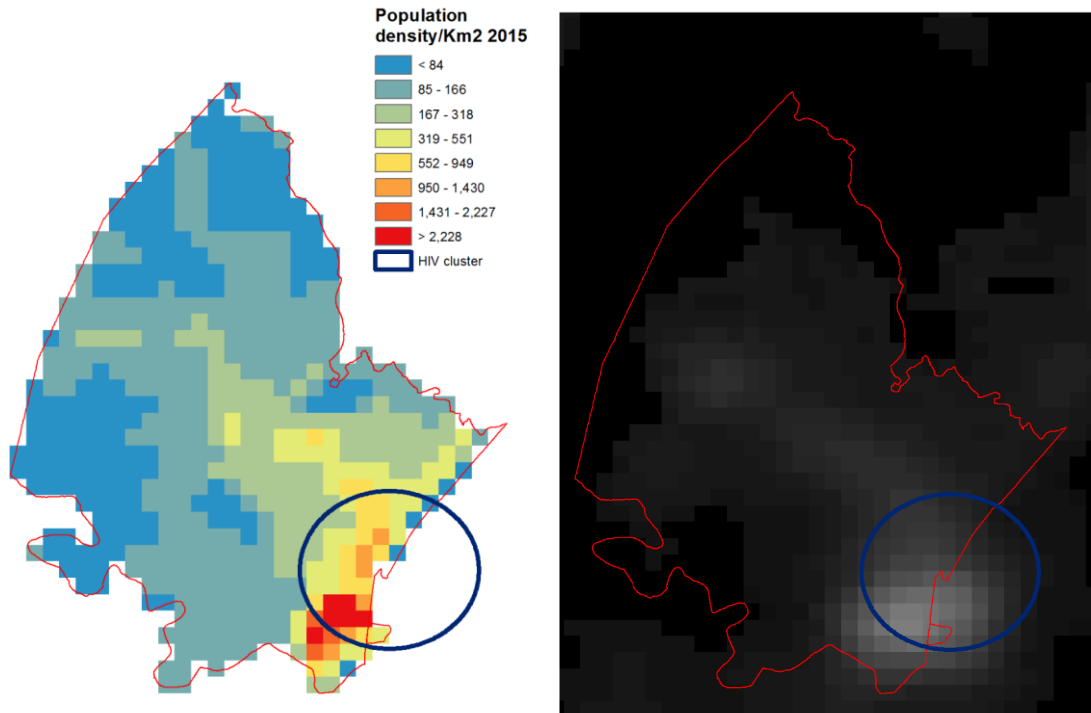 Population
density/Km2 2015
< 84
85 - 166
167 - 318
319 - 551
552 - 949
950 - 1,430
1,431 - 2,227
> 2,228
HIV cluster